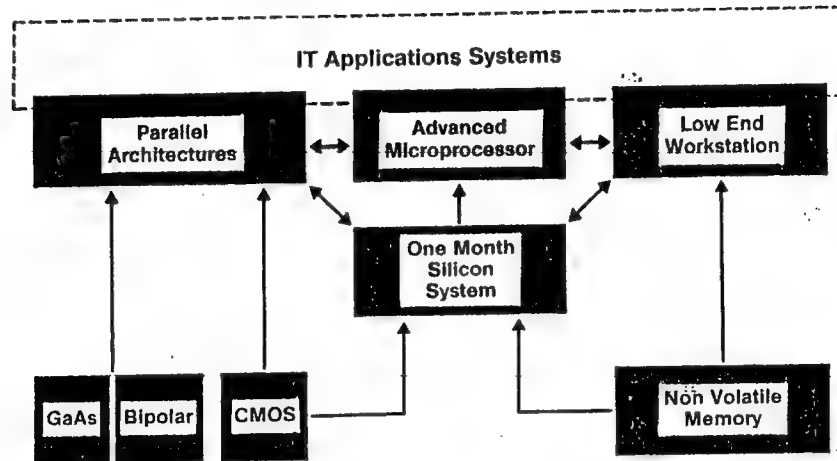 IT Applications Systems
Parallel
Architectures
Advanced
Microprocessor
Low End
Workstation
One Month
Silicon
System
GaAs
Bipolar
CMOS
Non Volatile
Memory